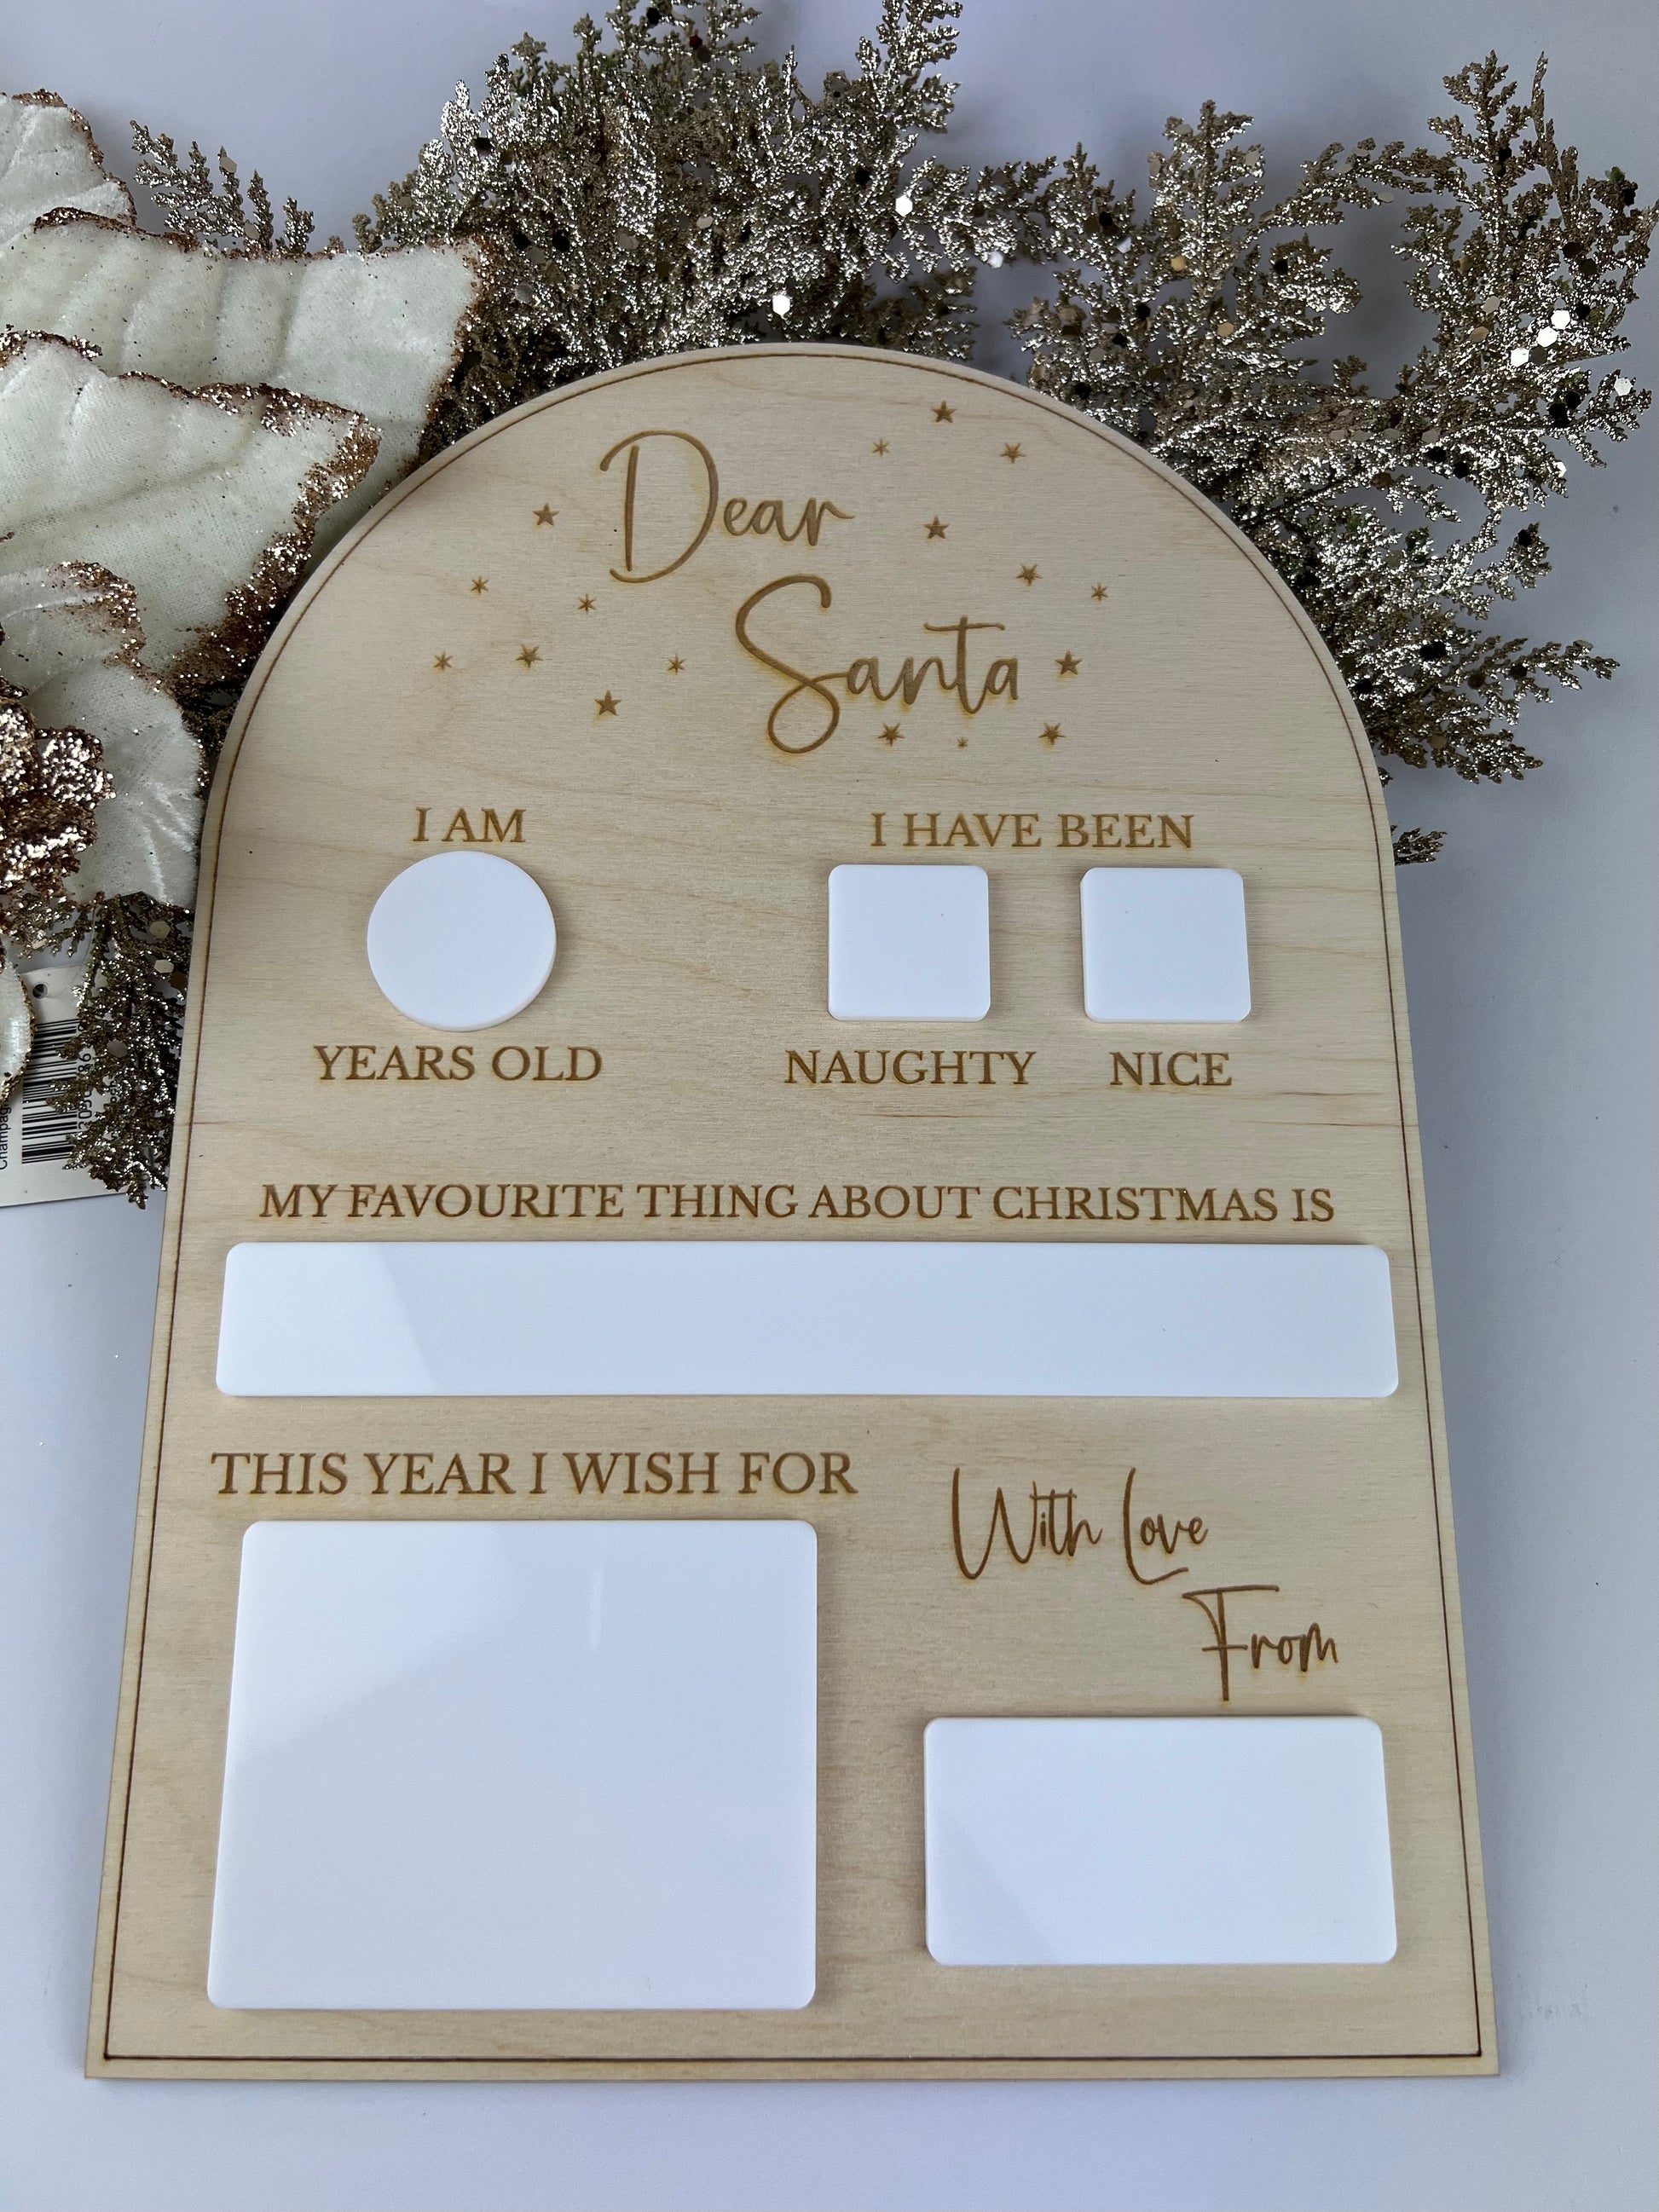 Dear
Santa
I AM
I HAVE BEEN
YEARS OLD
NAUGHTY
NICE
MY FAVOURITE THING ABOUT CHRISTMAS IS
THIS YEAR I WISH FOR
With Love
From